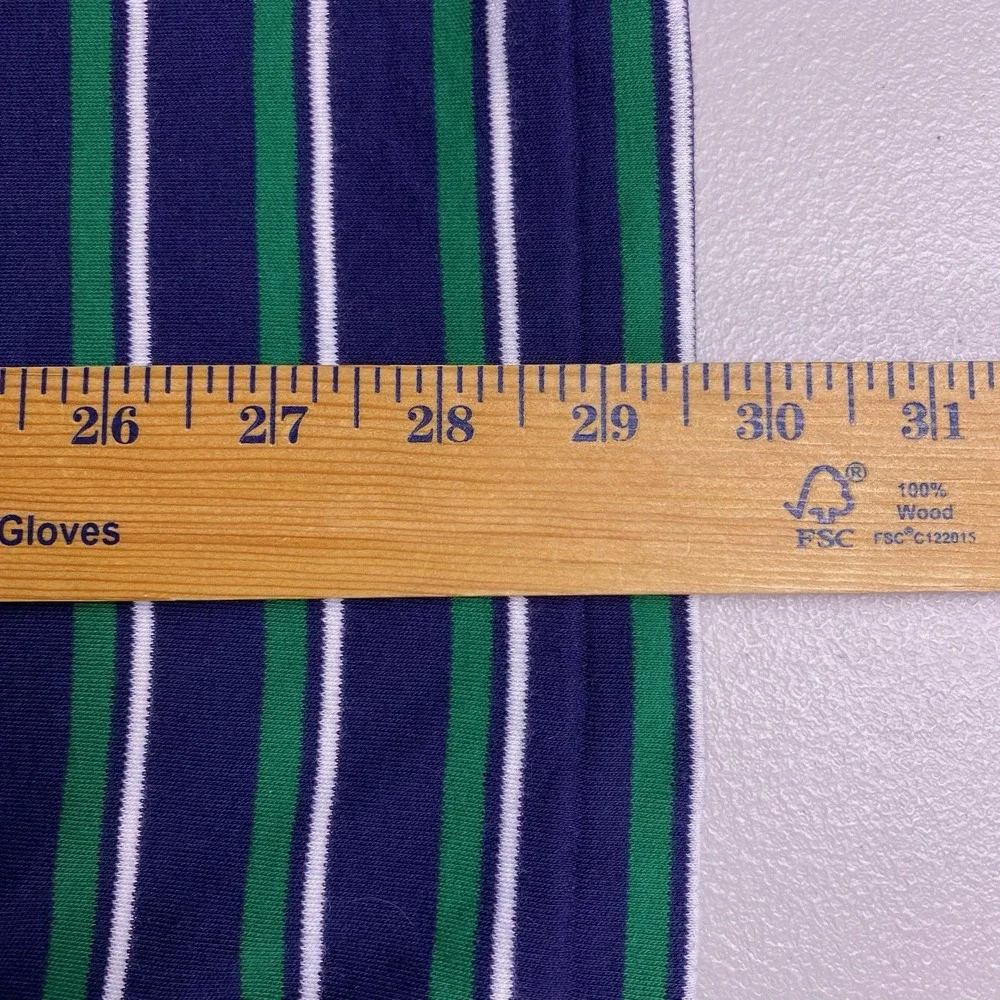 26 27 28 29 30 31
Gloves
®
FSC
100%
Wood
FSC® C122015